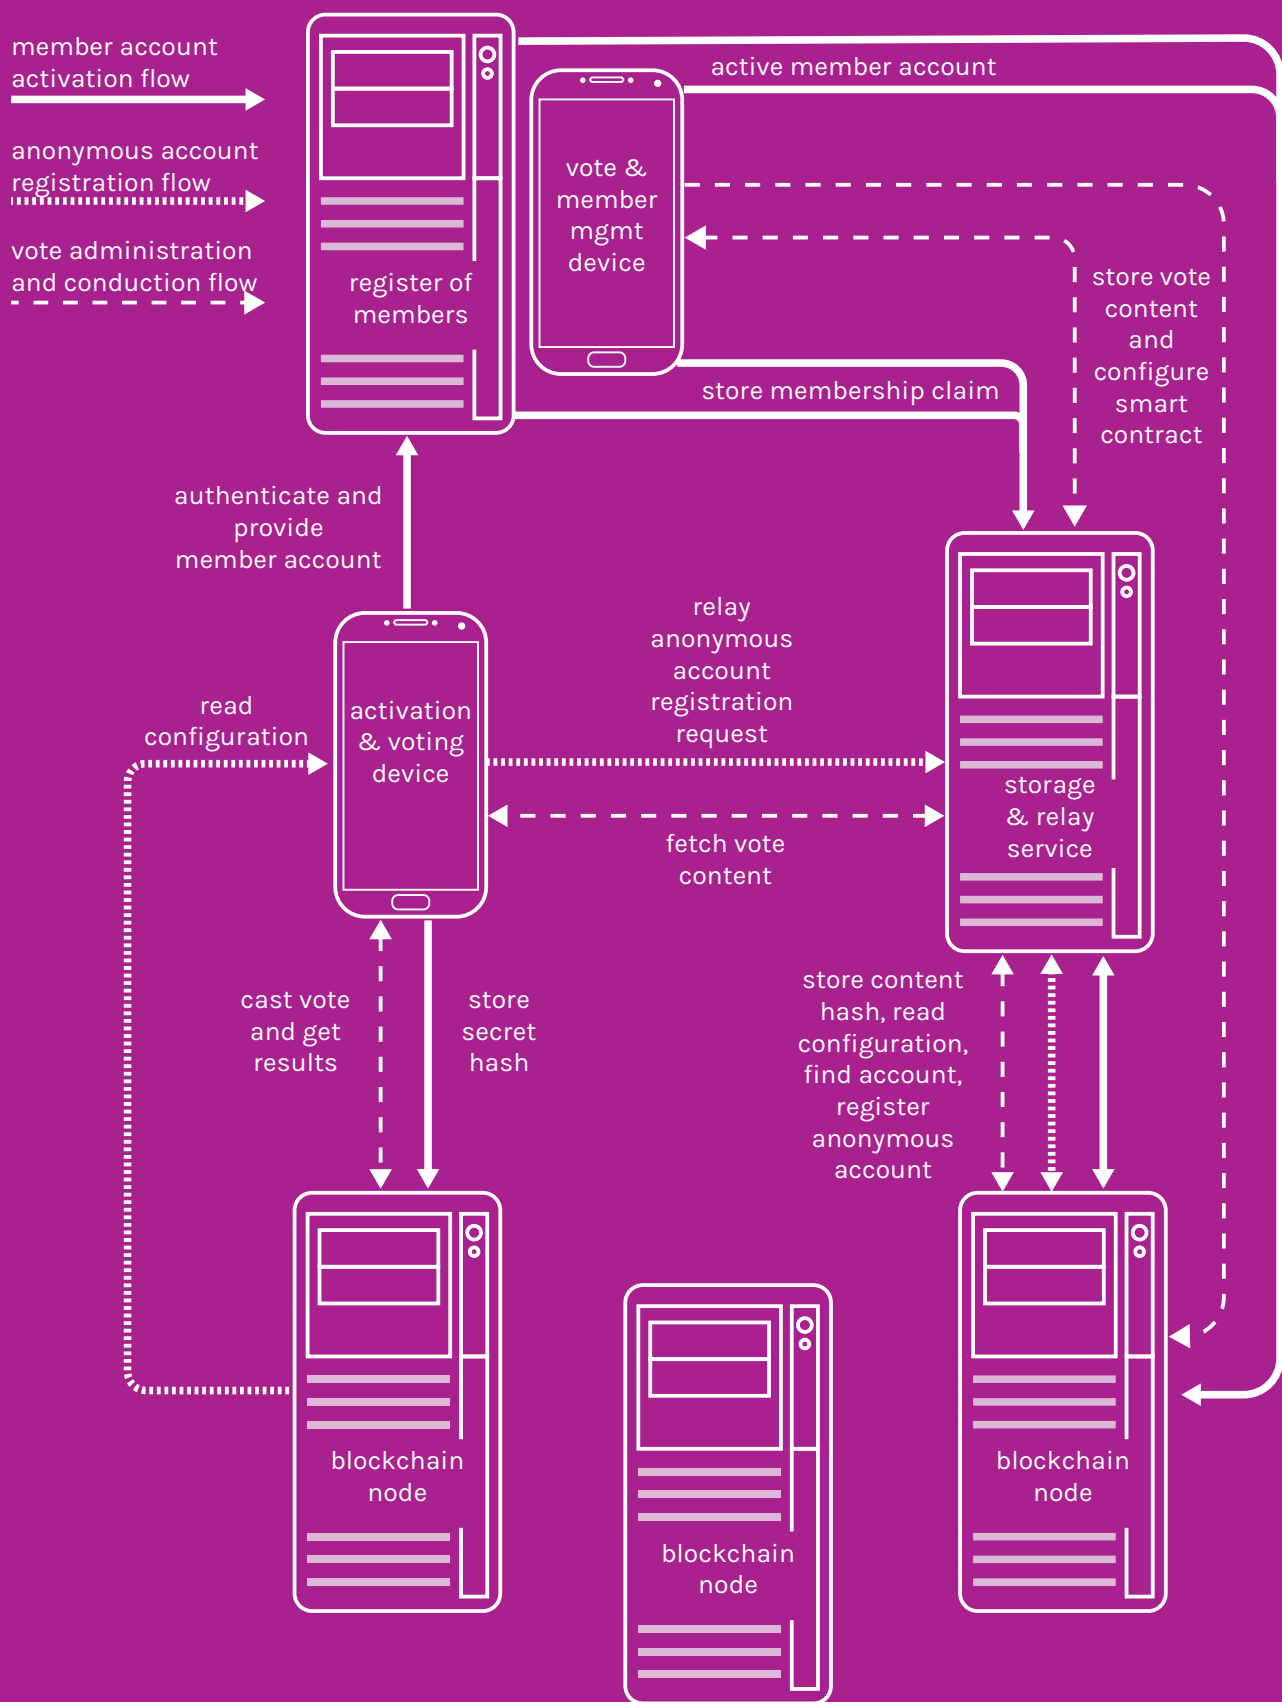 member account
activation flow
anonymous account
registration flow
vote administration
and conduction flow
register of
members
vote &
member
mgmt
device
active member account
store vote
content
and
configure
smart
contract
store membership claim
authenticate and
provide
member account
read
configuration
activation
& voting
device
relay
anonymous
account
registration
request
fetch vote
content
storage
& relay
service
cast vote
and get
results
store
secret
hash
store content
hash, read
configuration,
find account,
register
anonymous
account
blockchain
node
blockchain
node
blockchain
node